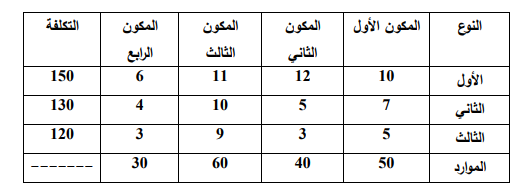 النوع المكون الأول المكون الثاني المكون الثالث المكون الرابع التكلفة
الأول 10 12 11 6 150
الثاني 7 5 10 4 130
الثالث 5 3 9 3 120
الموارد 50 40 60 30 -------